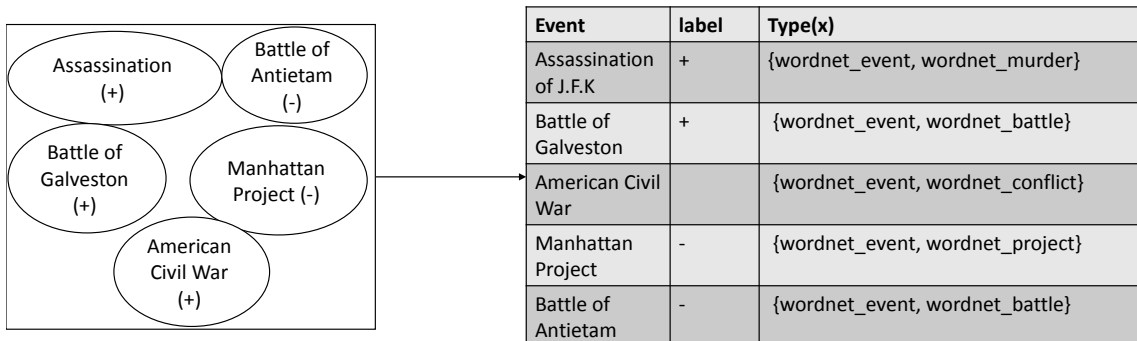 Assassination
(+)
Battle of
Antietam
(-)
Battle of
Galveston
(+)
Manhattan
Project (-)
American
Civil War
(+)
Event label Type(x)
Assassination + {wordnet_event, wordnet_murder}
of J.F.K
Battle of + {wordnet_event, wordnet_battle}
Galveston
American Civil {wordnet_event, wordnet_conflict}
War
Manhattan - {wordnet_event, wordnet_project}
Project
Battle of - {wordnet_event, wordnet_battle}
Antietam